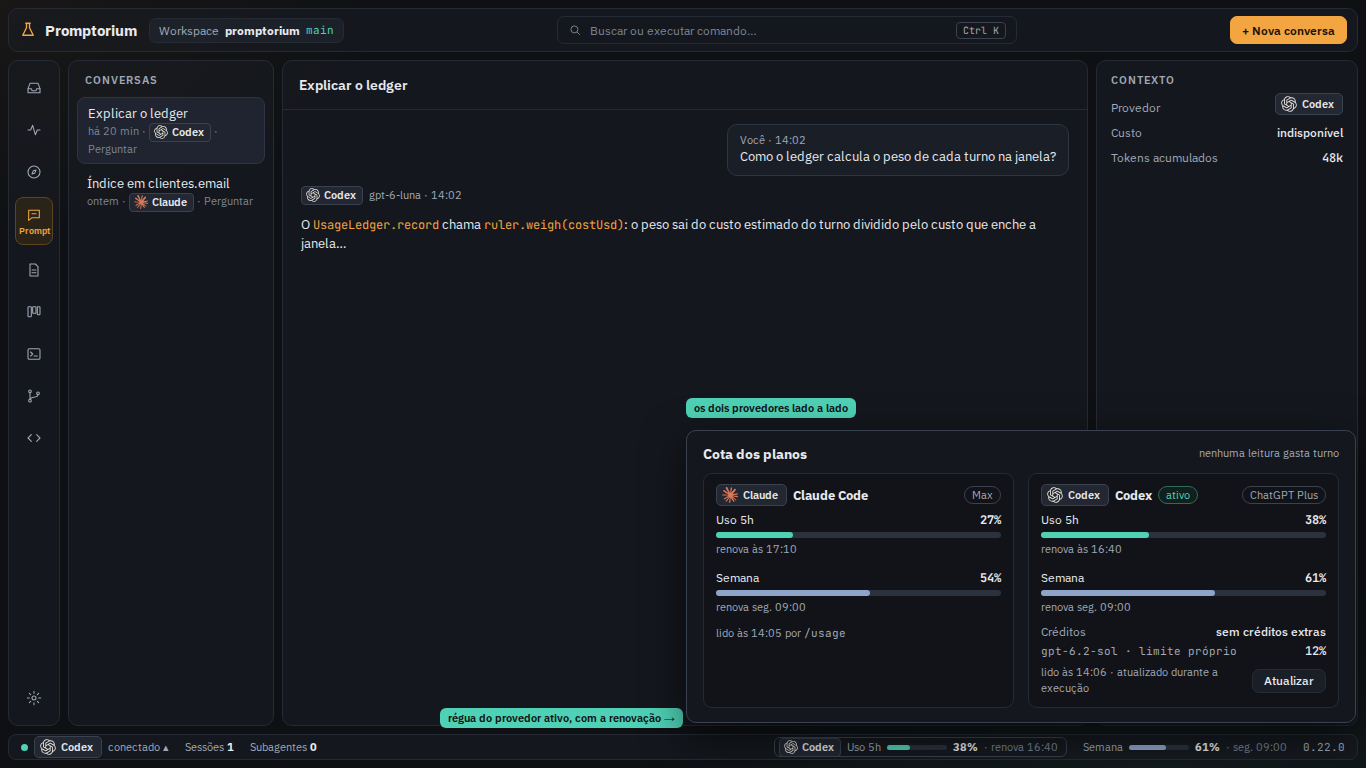 Promptorium
Workspace promptorium main
Buscar ou executar comando...
Ctrl K
+ Nova conversa
CONVERSAS
Explicar o ledger
há 20 min · Codex ·
Perguntar
Índice em clientes.email
ontem · Claude · Perguntar
Prompt
Explicar o ledger
Você · 14:02
Como o ledger calcula o peso de cada turno na janela?
Codex gpt-6-luna · 14:02
O UsageLedger.record chama ruler.weigh(costUsd): o peso sai do custo estimado do turno dividido pelo custo que enche a
janela...
CONTEXTO
Provedor Codex
Custo indisponível
Tokens acumulados 48k
os dois provedores lado a lado
Cota dos planos
nenhuma leitura gasta turno
Claude Claude Code Max
Uso 5h 27%
renova às 17:10
Semana 54%
renova seg. 09:00
lido às 14:05 por /usage
Codex Codex ativo ChatGPT Plus
Uso 5h 38%
renova às 16:40
Semana 61%
renova seg. 09:00
Créditos sem créditos extras
gpt-6.2-sol · limite próprio 12%
lido às 14:06 · atualizado durante a
execução
Atualizar
régua do provedor ativo, com a renovação →
Codex conectado ▴ Sessões 1 Subagentes 0
Codex Uso 5h 38% · renova 16:40
Semana 61% · seg. 09:00
0.22.0